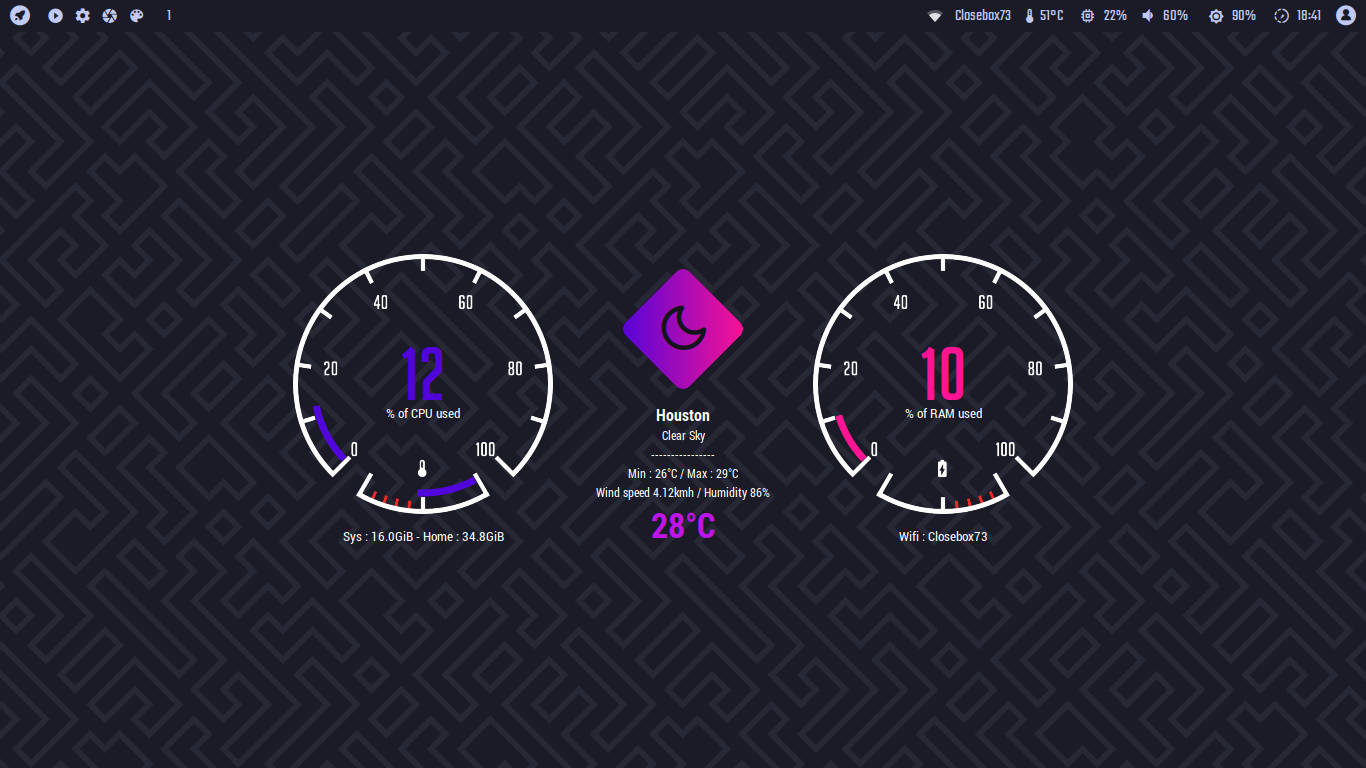 1
Closebox73 51°C 22% 60% 90% 18:41
40 60
20 80
12
% of CPU used
0 100
Sys : 16.0GiB - Home : 34.8GiB
Houston
Clear Sky
----------------
Min : 26°C / Max : 29°C
Wind speed 4.12kmh / Humidity 86%
28°C
40 60
20 80
10
% of RAM used
0 100
Wifi : Closebox73